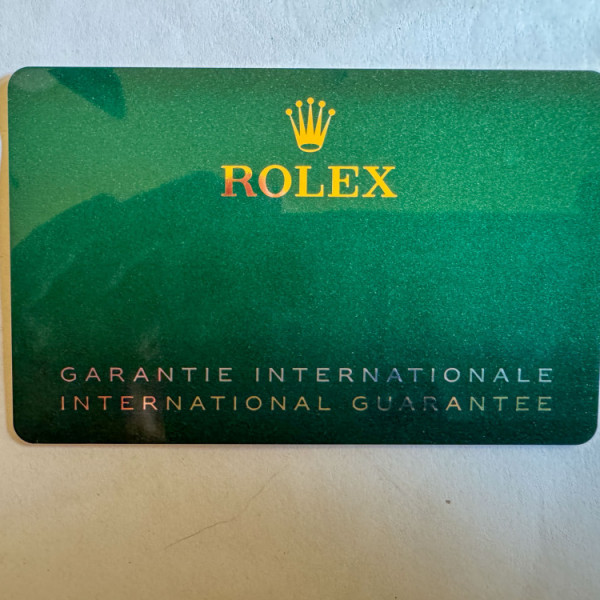 ROLEX
GARANTIE INTERNATIONALE
INTERNATIONAL GUARANTEE